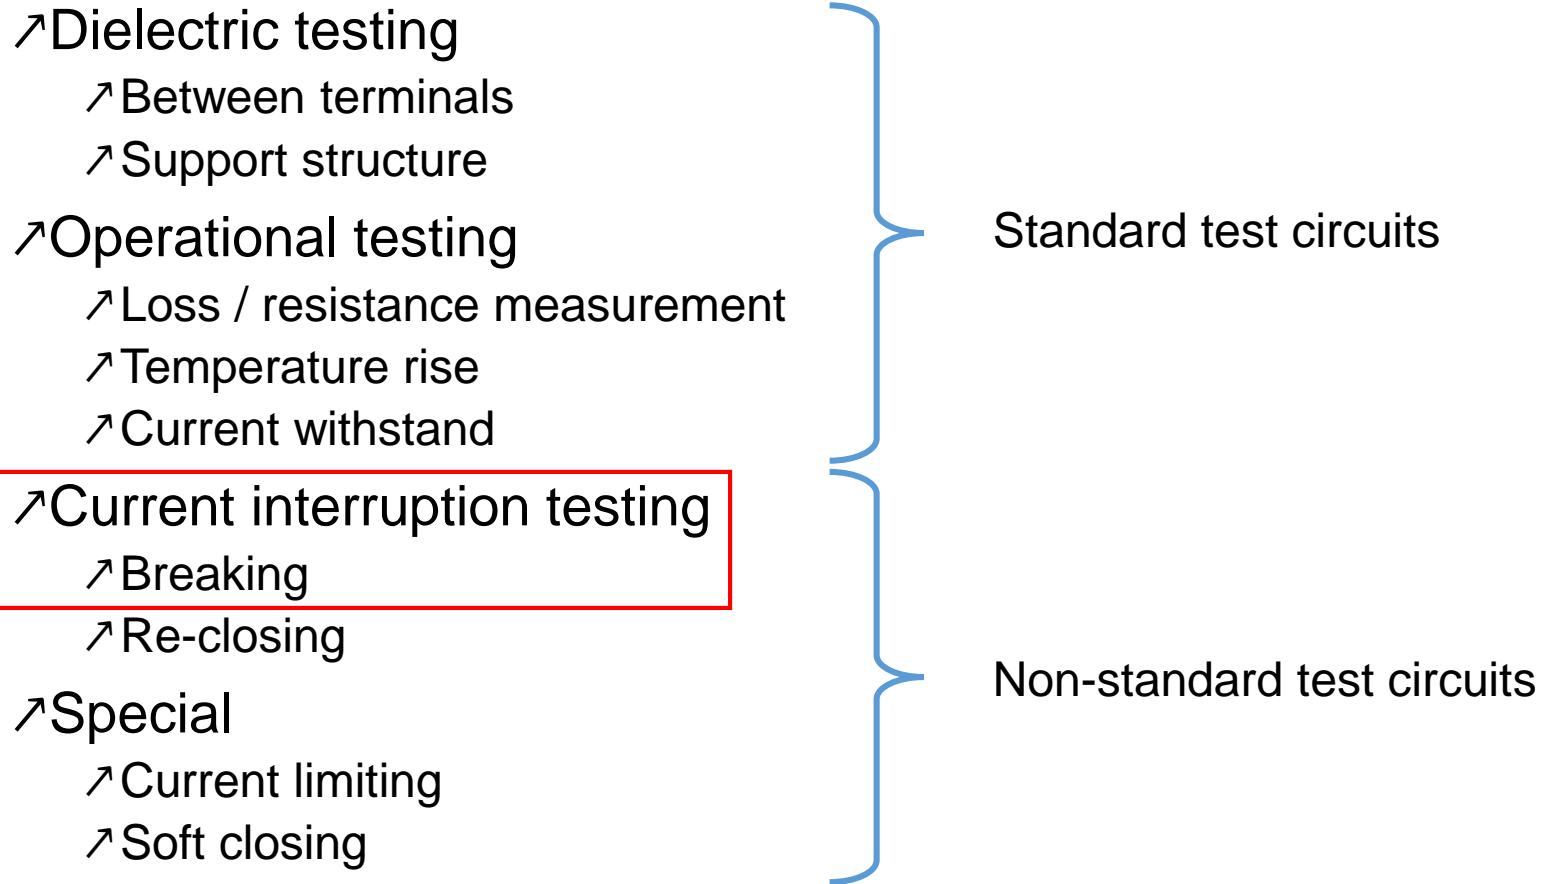 ↗Dielectric testing
↗Between terminals
↗Support structure
↗Operational testing
↗Loss / resistance measurement
↗Temperature rise
↗Current withstand
↗Current interruption testing
↗Breaking
↗Re-closing
↗Special
↗Current limiting
↗Soft closing
Standard test circuits
Non-standard test circuits